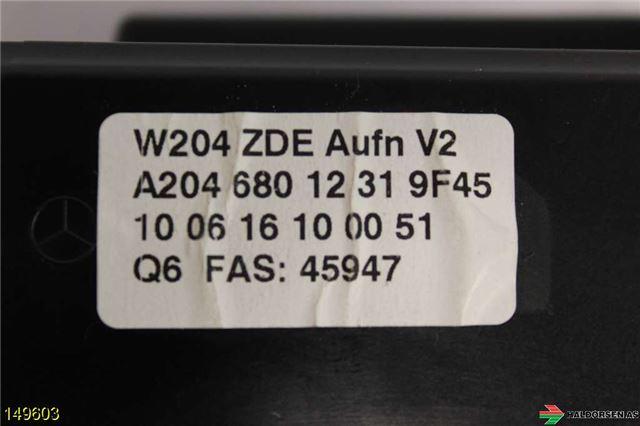 W204 ZDE Aufn V2
A204 680 12 31 9F45
10 06 16 10 00 51
Q6 FAS: 45947
149603
HALDORSEN AS